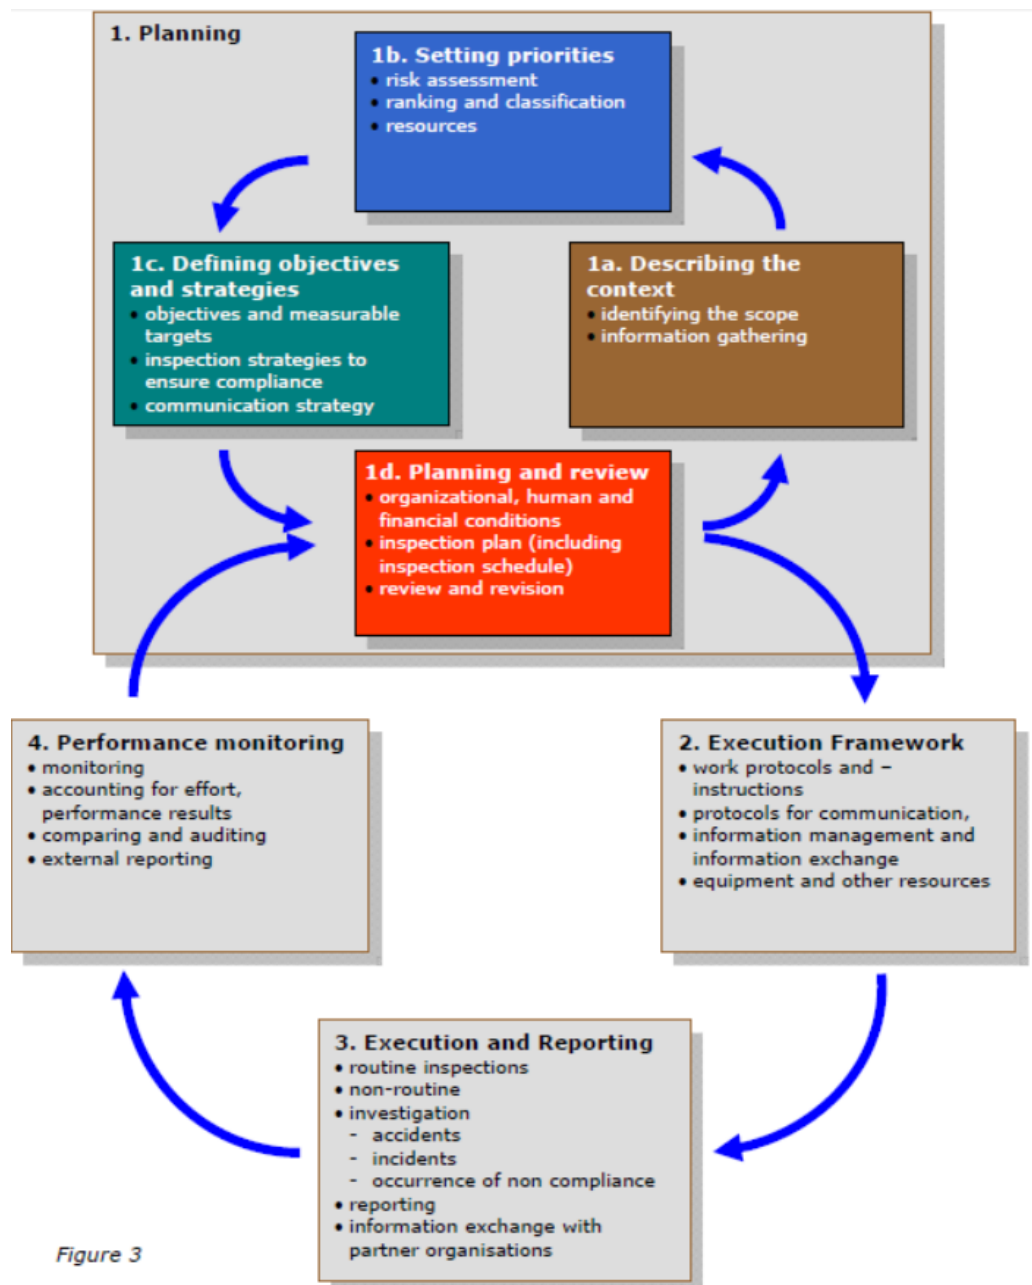 1. Planning
1b. Setting priorities
• risk assessment
• ranking and classification
• resources
1c. Defining objectives
and strategies
• objectives and measurable
targets
• inspection strategies to
ensure compliance
• communication strategy
1a. Describing the
context
• identifying the scope
• information gathering
1d. Planning and review
• organizational, human and
financial conditions
• inspection plan (including
inspection schedule)
• review and revision
4. Performance monitoring
• monitoring
• accounting for effort,
performance results
• comparing and auditing
• external reporting
2. Execution Framework
• work protocols and –
instructions
• protocols for communication,
• information management and
information exchange
• equipment and other resources
3. Execution and Reporting
• routine inspections
• non-routine
• investigation
- accidents
- incidents
- occurrence of non compliance
• reporting
• information exchange with
partner organisations
Figure 3